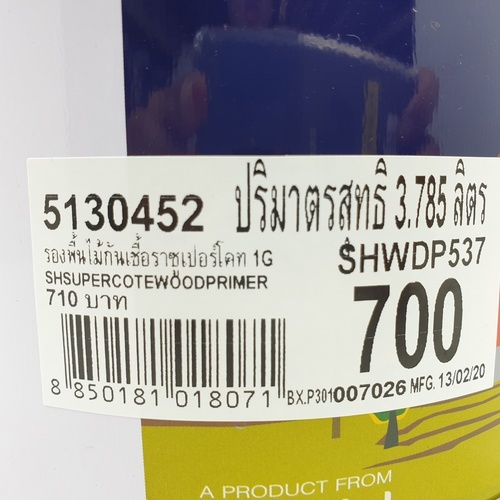 5130452 ปริมาตรสุทธิ 3.785 ลิตร
รองพื้นไม้กันเชื้อราซุปเปอร์โคท 1G SHWDP537
SHSUPERCOTEWOODPRIMER
710 บาท 700
8 850181 018071 BX.P301007026 MFG. 13/02/20
A PRODUCT FROM